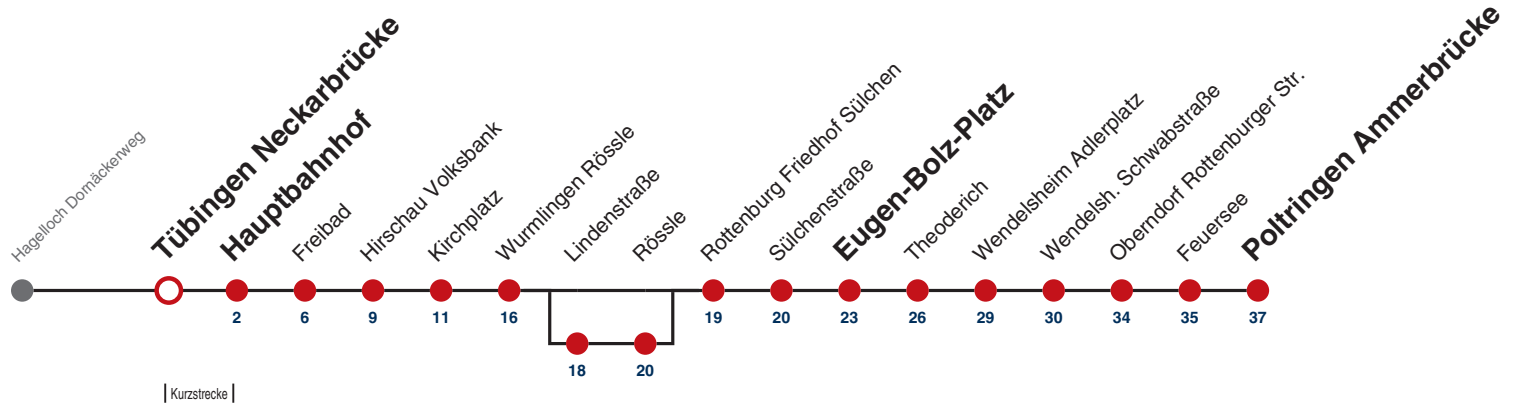 Hagelloch Dornäckerweg
Tübingen Neckarbrücke
Hauptbahnhof
Freibad
Hirschau Volksbank
Kirchplatz
Wurmlingen Rössle
Lindenstraße
Rössle
Rottenburg Friedhof Sülchen
Sülchenstraße
Eugen-Bolz-Platz
Theoderich
Wendelsheim Adlerplatz
Wendelsh. Schwabstraße
Oberndorf Rottenburger Str.
Feuersee
Poltringen Ammerbrücke
2 6 9 11 16 19 20 23 26 29 30 34 35 37
18 20
Kurzstrecke